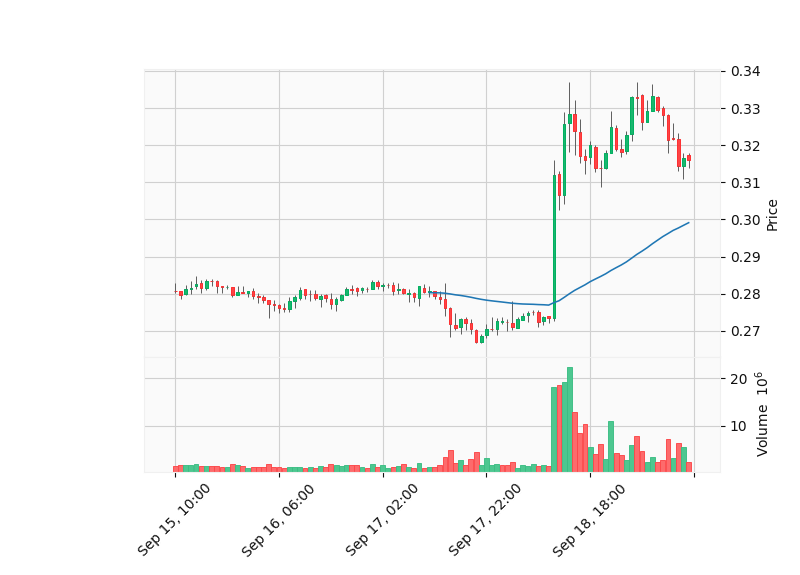 0.34
0.33
0.32
0.31
0.30
0.29
0.28
0.27
Price
20
10
Volume 10⁶
Sep 15, 10:00
Sep 16, 06:00
Sep 17, 02:00
Sep 17, 22:00
Sep 18, 18:00